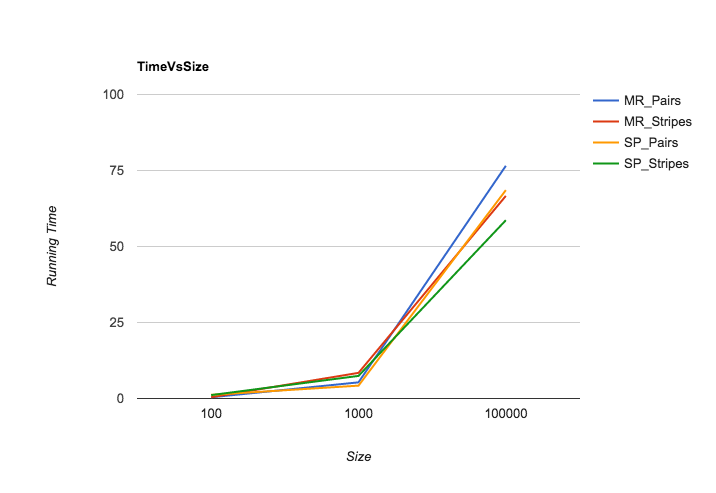 TimeVsSize
100
75
50
25
0
Running Time
100
1000
100000
Size
MR_Pairs
MR_Stripes
SP_Pairs
SP_Stripes